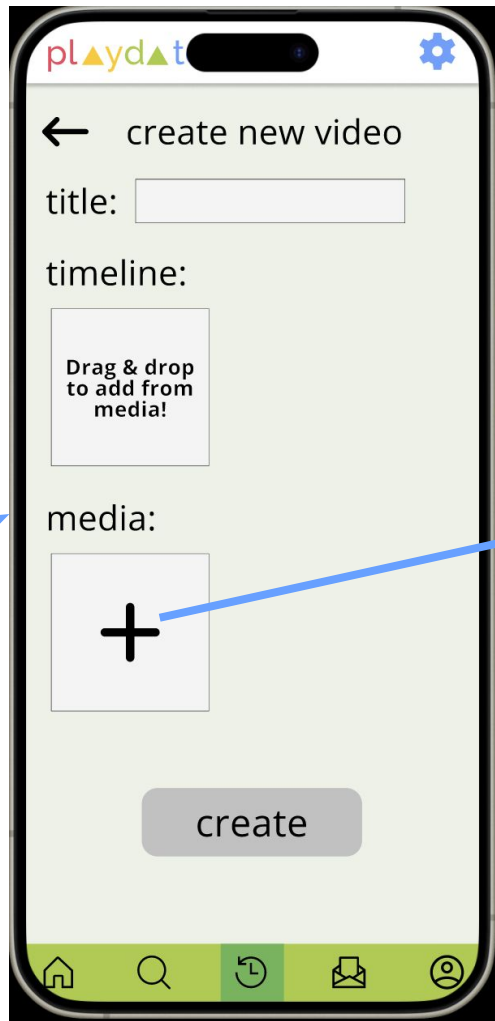 playdat
create new video
title:
timeline:
Drag & drop
to add from
media!
media:
create